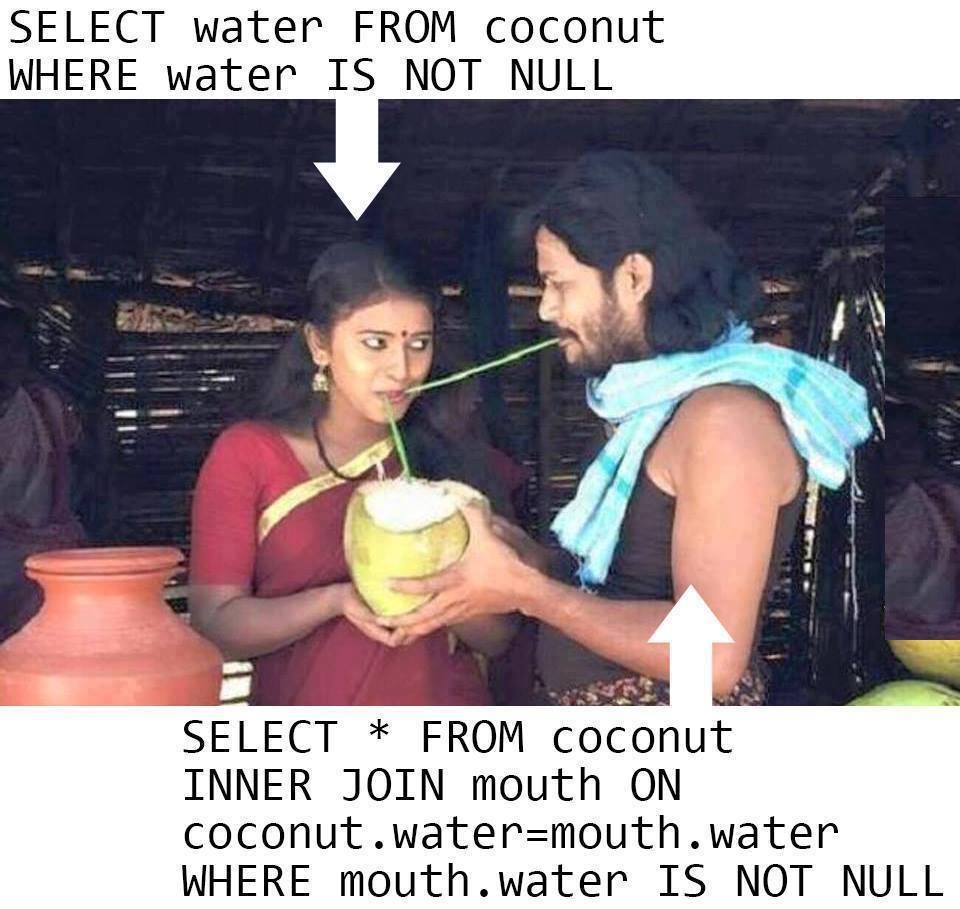 SELECT water FROM coconut
WHERE water IS NOT NULL
SELECT * FROM coconut
INNER JOIN mouth ON
coconut.water=mouth.water
WHERE mouth.water IS NOT NULL